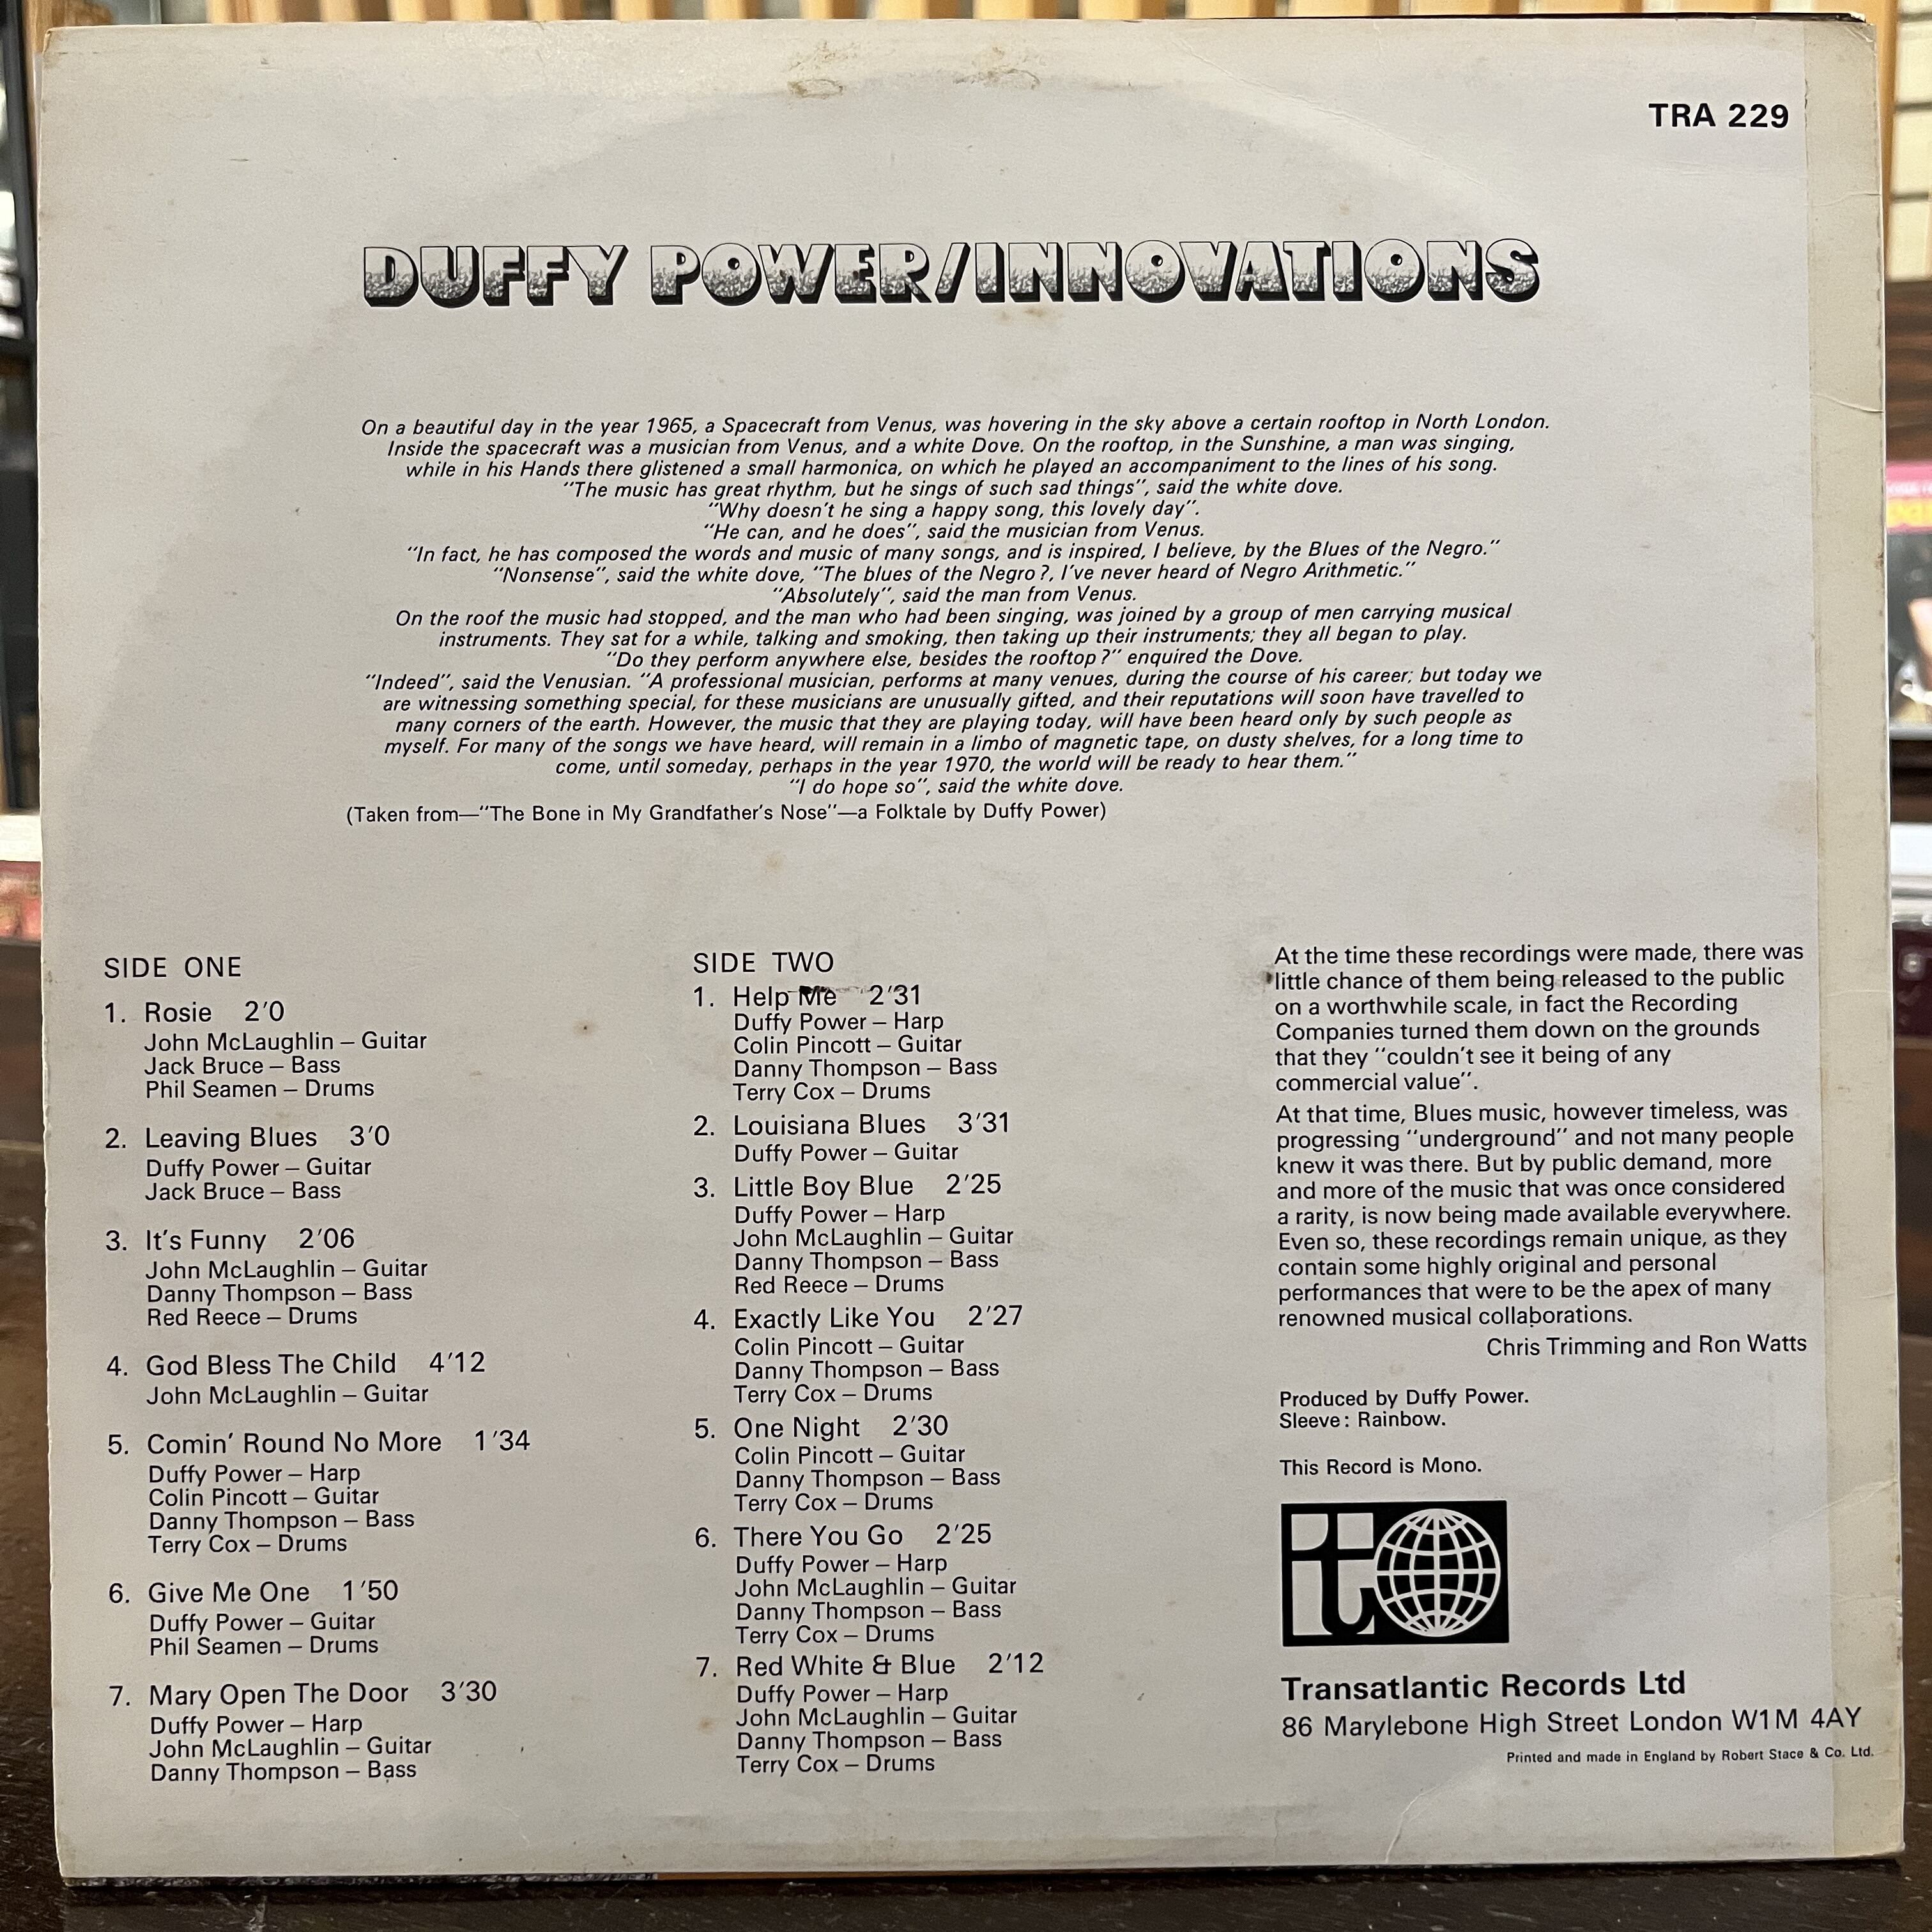 TRA 229
DUFFY POWER/INNOVATIONS
On a beautiful day in the year 1965, a Spacecraft from Venus, was hovering in the sky above a certain rooftop in North London.
Inside the spacecraft was a musician from Venus, and a white Dove. On the rooftop, in the Sunshine, a man was singing,
while in his Hands there glistened a small harmonica, on which he played an accompaniment to the lines of his song.
"The music has great rhythm, but he sings of such sad things", said the white dove.
"Why doesn't he sing a happy song, this lovely day".
"He can, and he does", said the musician from Venus.
"In fact, he has composed the words and music of many songs, and is inspired, I believe, by the Blues of the Negro."
"Nonsense", said the white dove, "The blues of the Negro?, I've never heard of Negro Arithmetic."
"Absolutely", said the man from Venus.
On the roof the music had stopped, and the man who had been singing, was joined by a group of men carrying musical
instruments. They sat for a while, talking and smoking, then taking up their instruments; they all began to play.
"Do they perform anywhere else, besides the rooftop?" enquired the Dove.
"Indeed", said the Venusian. "A professional musician, performs at many venues, during the course of his career; but today we
are witnessing something special, for these musicians are unusually gifted, and their reputations will soon have travelled to
many corners of the earth. However, the music that they are playing today, will have been heard only by such people as
myself. For many of the songs we have heard, will remain in a limbo of magnetic tape, on dusty shelves, for a long time to
come, until someday, perhaps in the year 1970, the world will be ready to hear them."
"I do hope so", said the white dove.
(Taken from—"The Bone in My Grandfather's Nose"—a Folktale by Duffy Power)
SIDE ONE
1. Rosie 2'0
John McLaughlin – Guitar
Jack Bruce – Bass
Phil Seamen – Drums
2. Leaving Blues 3'0
Duffy Power – Guitar
Jack Bruce – Bass
3. It's Funny 2'06
John McLaughlin – Guitar
Danny Thompson – Bass
Red Reece – Drums
4. God Bless The Child 4'12
John McLaughlin – Guitar
5. Comin' Round No More 1'34
Duffy Power – Harp
Colin Pincott – Guitar
Danny Thompson – Bass
Terry Cox – Drums
6. Give Me One 1'50
Duffy Power – Guitar
Phil Seamen – Drums
7. Mary Open The Door 3'30
Duffy Power – Harp
John McLaughlin – Guitar
Danny Thompson – Bass
SIDE TWO
1. Help Me 2'31
Duffy Power – Harp
Colin Pincott – Guitar
Danny Thompson – Bass
Terry Cox – Drums
2. Louisiana Blues 3'31
Duffy Power – Guitar
3. Little Boy Blue 2'25
Duffy Power – Harp
John McLaughlin – Guitar
Danny Thompson – Bass
Red Reece – Drums
4. Exactly Like You 2'27
Colin Pincott – Guitar
Danny Thompson – Bass
Terry Cox – Drums
5. One Night 2'30
Colin Pincott – Guitar
Danny Thompson – Bass
Terry Cox – Drums
6. There You Go 2'25
Duffy Power – Harp
John McLaughlin – Guitar
Danny Thompson – Bass
Terry Cox – Drums
7. Red White & Blue 2'12
Duffy Power – Harp
John McLaughlin – Guitar
Danny Thompson – Bass
Terry Cox – Drums
At the time these recordings were made, there was
little chance of them being released to the public
on a worthwhile scale, in fact the Recording
Companies turned them down on the grounds
that they "couldn't see it being of any
commercial value".
At that time, Blues music, however timeless, was
progressing "underground" and not many people
knew it was there. But by public demand, more
and more of the music that was once considered
a rarity, is now being made available everywhere.
Even so, these recordings remain unique, as they
contain some highly original and personal
performances that were to be the apex of many
renowned musical collaborations.
Chris Trimming and Ron Watts
Produced by Duffy Power.
Sleeve: Rainbow.
This Record is Mono.
t
Transatlantic Records Ltd
86 Marylebone High Street London W1M 4AY
Printed and made in England by Robert Stace & Co. Ltd.